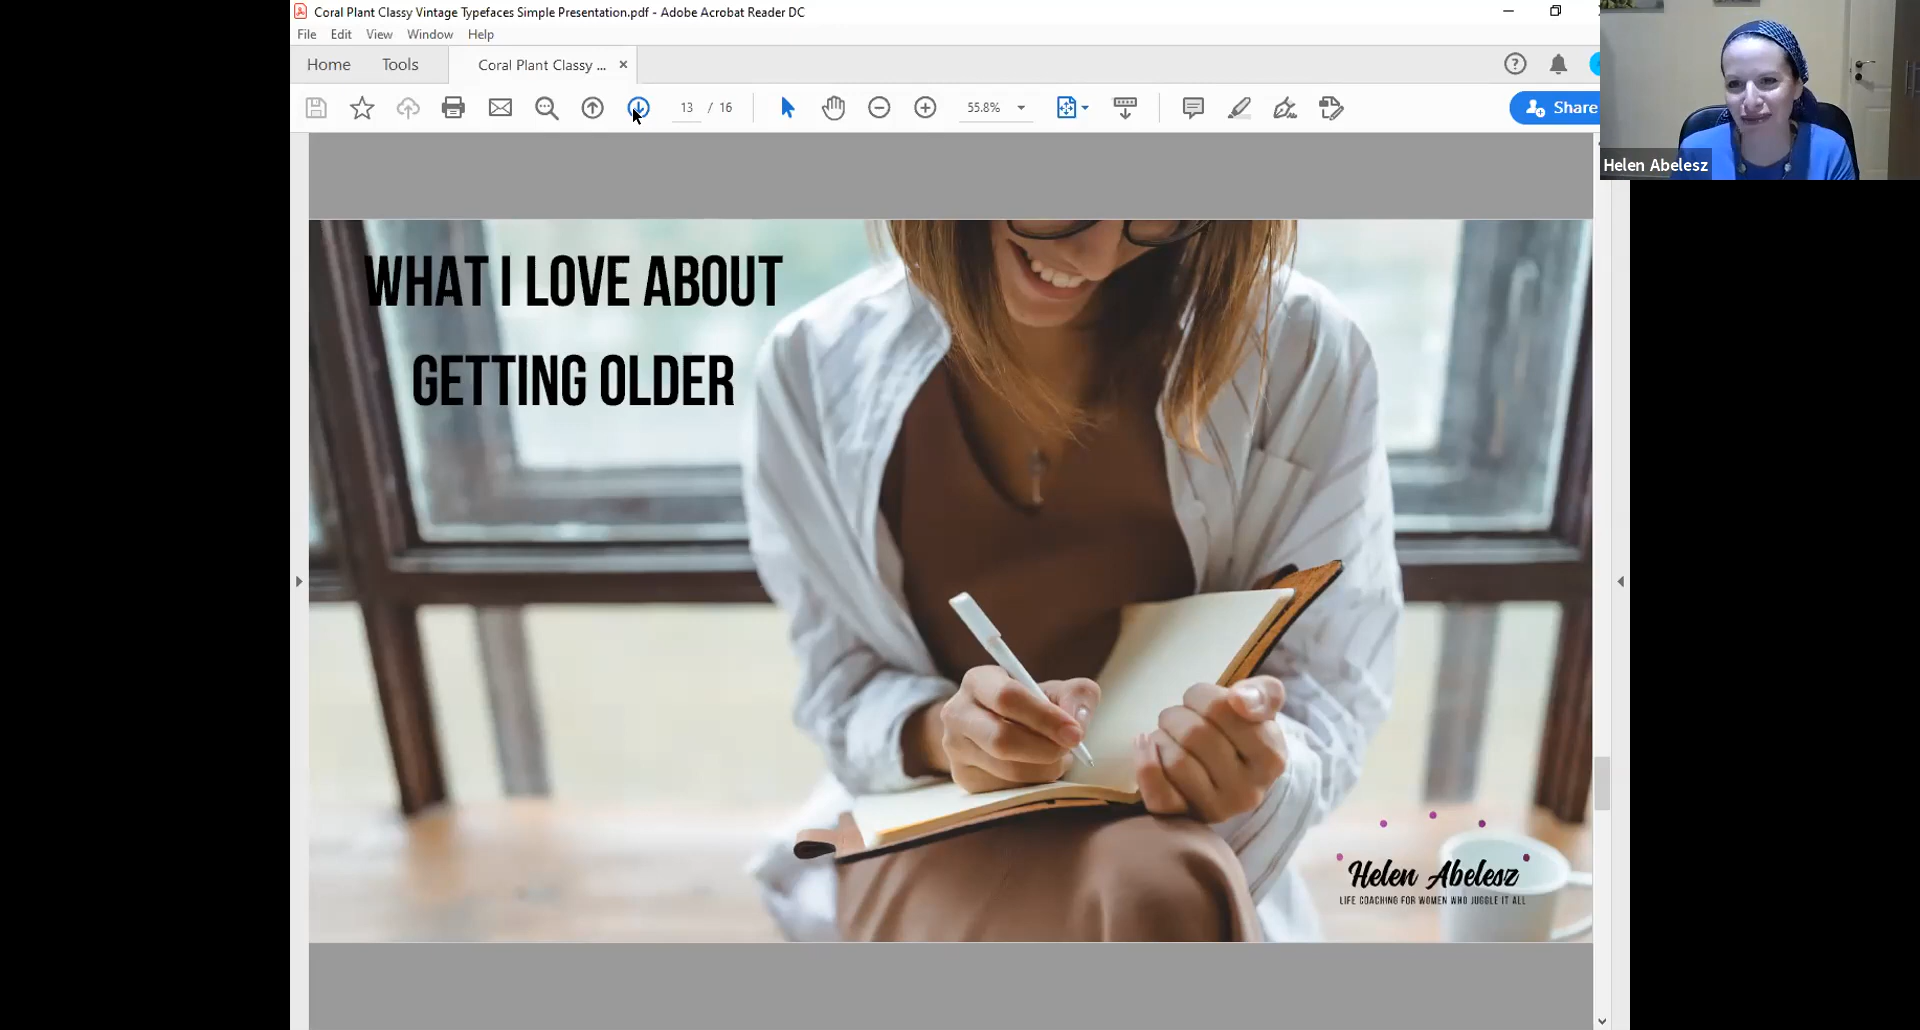 Coral Plant Classy Vintage Typefaces Simple Presentation.pdf - Adobe Acrobat Reader DC
File Edit View Window Help
Home Tools Coral Plant Classy ... ×
13 / 16 55.8% Share
Helen Abelesz
WHAT I LOVE ABOUT
GETTING OLDER
Helen Abelesz
LIFE COACHING FOR WOMEN WHO JUGGLE IT ALL